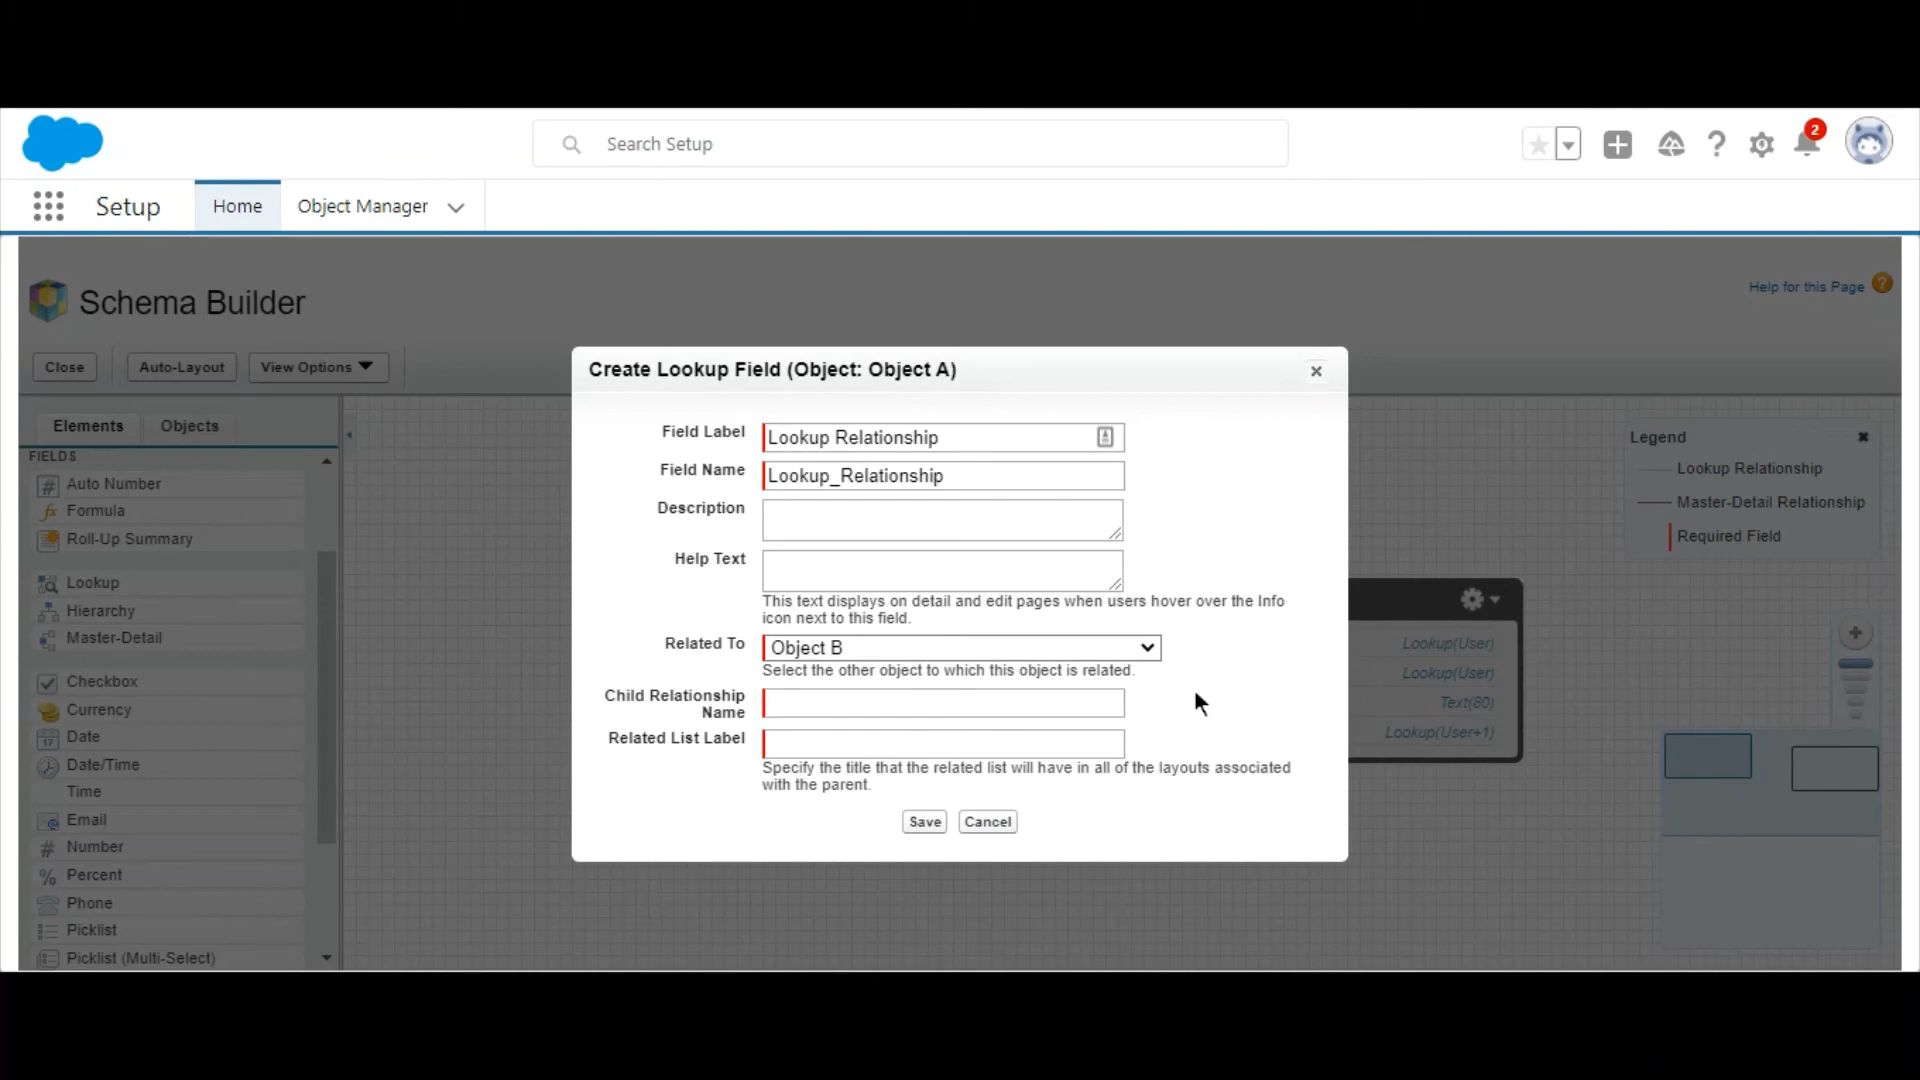 Search Setup
2
Setup
Home
Object Manager
Schema Builder
Help for this Page
?
Close
Auto-Layout
View Options
Elements
Objects
FIELDS
Auto Number
Formula
Roll-Up Summary
Lookup
Hierarchy
Master-Detail
Checkbox
Currency
Date
Date/Time
Time
Email
Number
Percent
Phone
Picklist
Picklist (Multi-Select)
Create Lookup Field (Object: Object A)
Field Label
Lookup Relationship
Field Name
Lookup_Relationship
Description
Help Text
This text displays on detail and edit pages when users hover over the Info
icon next to this field.
Related To
Object B
Select the other object to which this object is related.
Child Relationship
Name
Related List Label
Specify the title that the related list will have in all of the layouts associated
with the parent.
Save
Cancel
Legend
Lookup Relationship
Master-Detail Relationship
Required Field
Lookup(User)
Lookup(User)
Text(80)
Lookup(User+1)